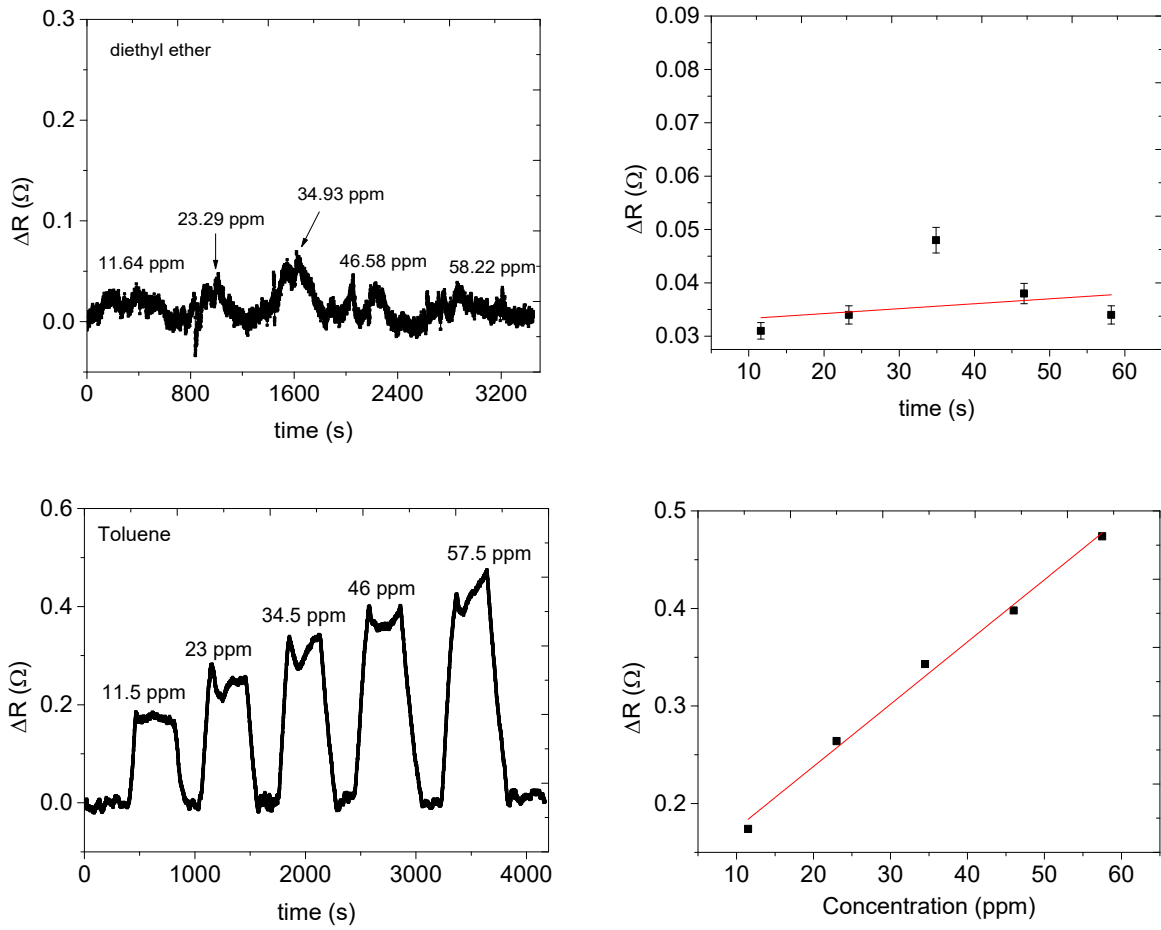 diethyl ether
11.64 ppm
23.29 ppm
34.93 ppm
46.58 ppm
58.22 ppm
0.3
0.2
0.1
0.0
ΔR (Ω)
0 800 1600 2400 3200
time (s)
0.09
0.08
0.07
0.06
0.05
0.04
0.03
ΔR (Ω)
10 20 30 40 50 60
time (s)
Toluene
11.5 ppm
23 ppm
34.5 ppm
46 ppm
57.5 ppm
0.6
0.4
0.2
0.0
ΔR (Ω)
0 1000 2000 3000 4000
time (s)
0.5
0.4
0.3
0.2
ΔR (Ω)
10 20 30 40 50 60
Concentration (ppm)